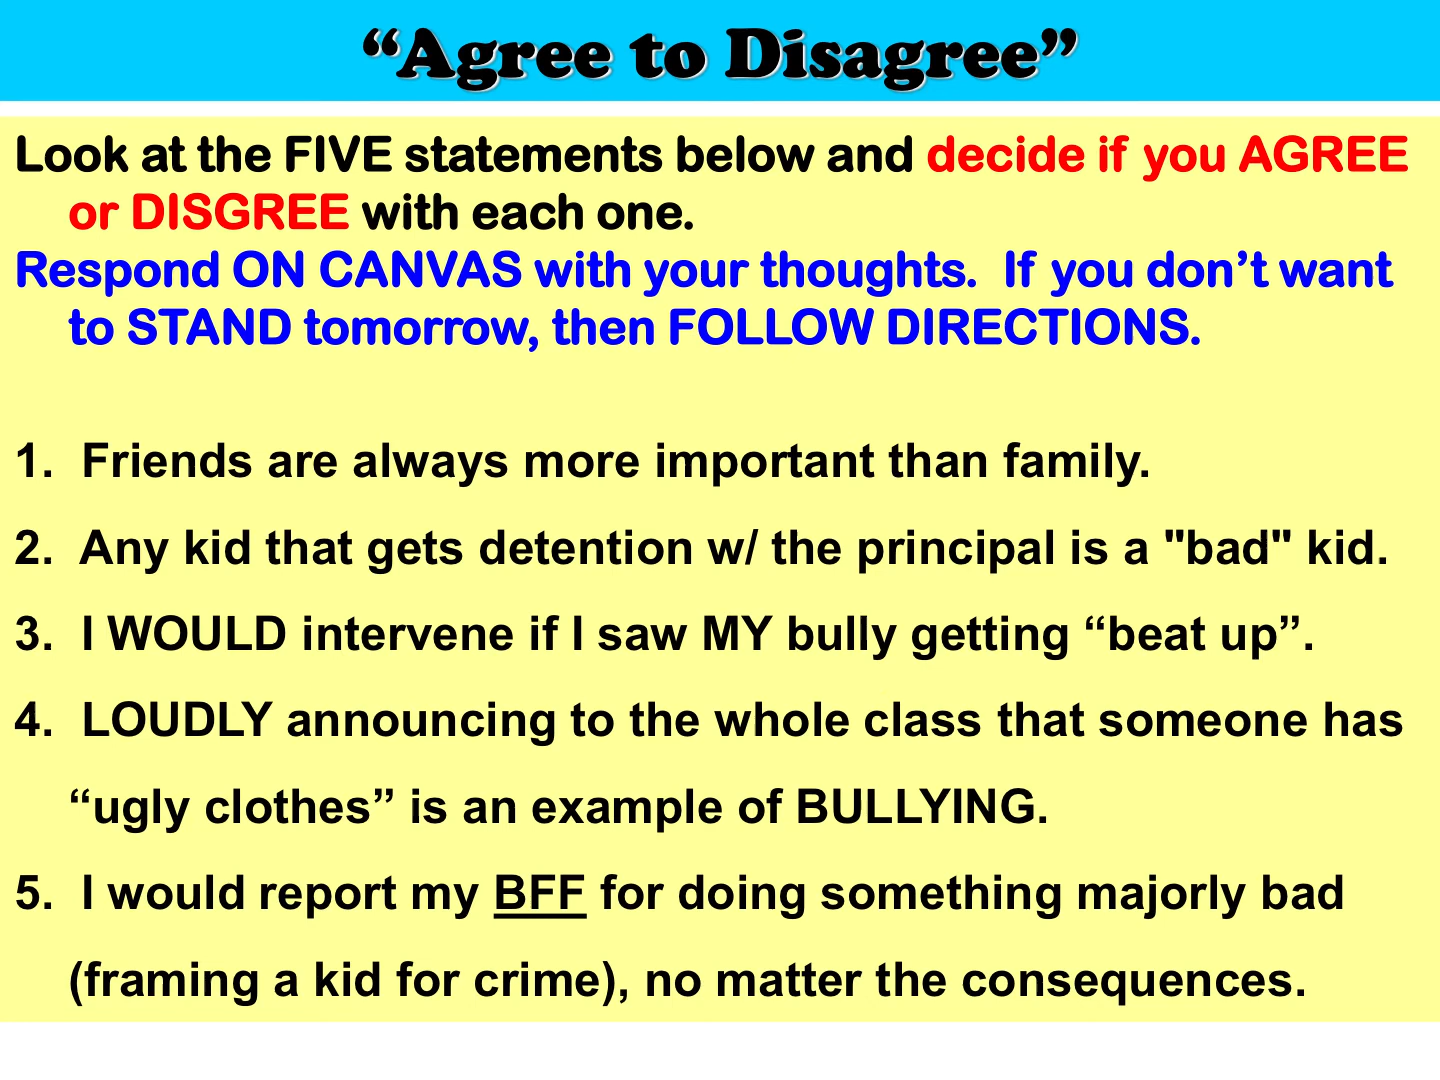 “Agree to Disagree”
Look at the FIVE statements below and decide if you AGREE
or DISGREE with each one.
Respond ON CANVAS with your thoughts.  If you don’t want
to STAND tomorrow, then FOLLOW DIRECTIONS.
1.  Friends are always more important than family.
2.  Any kid that gets detention w/ the principal is a "bad" kid.
3.  I WOULD intervene if I saw MY bully getting “beat up”.
4.  LOUDLY announcing to the whole class that someone has
“ugly clothes” is an example of BULLYING.
5.  I would report my BFF for doing something majorly bad
(framing a kid for crime), no matter the consequences.